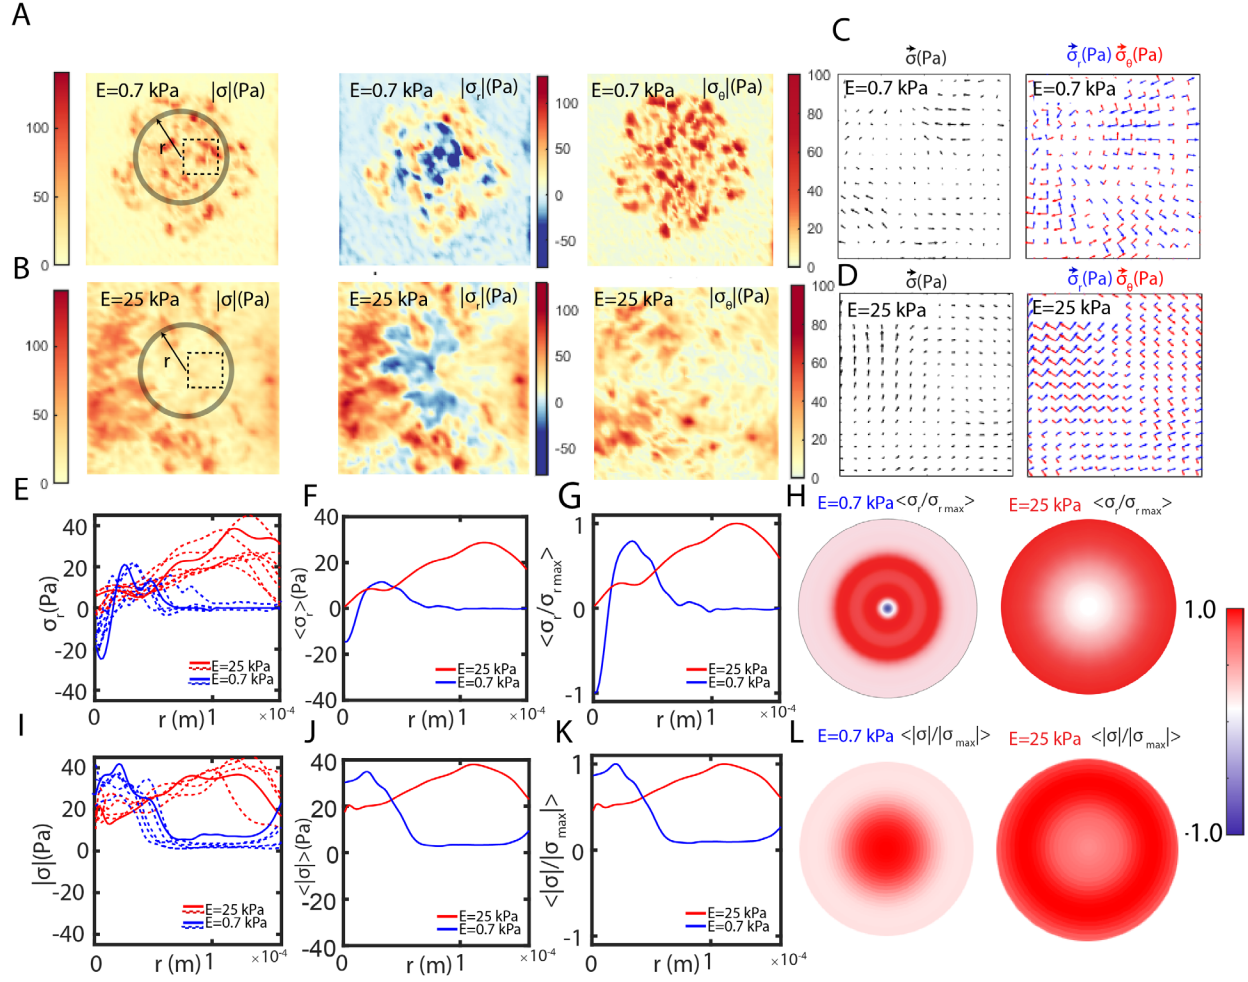 A
E=0.7 kPa |σ|(Pa)
r
100
50
0
E=0.7 kPa |σr|(Pa)
100
50
0
-50
E=0.7 kPa |σθ|(Pa)
100
80
60
40
20
0
C
σ⃗(Pa)
E=0.7 kPa
σ⃗r(Pa) σ⃗θ(Pa)
E=0.7 kPa
B
E=25 kPa |σ|(Pa)
r
100
50
0
E=25 kPa |σr|(Pa)
100
50
0
-50
E=25 kPa |σθ|(Pa)
100
80
60
40
20
0
D
σ⃗(Pa)
E=25 kPa
σ⃗r(Pa) σ⃗θ(Pa)
E=25 kPa
E
σr(Pa)
40
20
0
-20
-40
E=25 kPa
E=0.7 kPa
0 r (m) 1 ×10-4
F
<σr>(Pa)
40
20
0
-20
-40
E=25 kPa
E=0.7 kPa
0 r (m) 1 ×10-4
G
<σr/σr max>
1
0
-1
E=25 kPa
E=0.7 kPa
0 r (m) 1 ×10-4
H
E=0.7 kPa <σr/σr max>
E=25 kPa <σr/σr max>
1.0
-1.0
I
|σ|(Pa)
40
20
0
-20
-40
E=25 kPa
E=0.7 kPa
0 r (m) 1 ×10-4
J
<|σ|>(Pa)
40
20
0
-20
-40
E=25 kPa
E=0.7 kPa
0 r (m) 1 ×10-4
K
<|σ|/|σmax|>
1
0
-1
E=25 kPa
E=0.7 kPa
0 r (m) 1 ×10-4
L
E=0.7 kPa <|σ|/|σmax|>
E=25 kPa <|σ|/|σmax|>